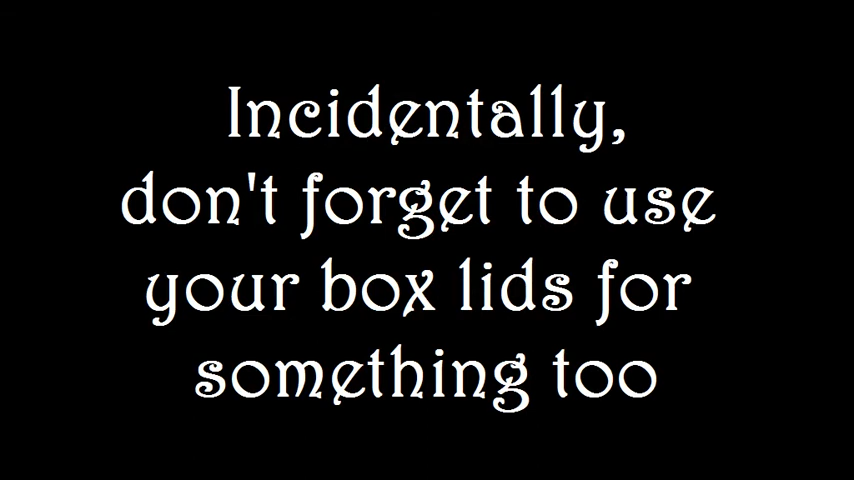 Incidentally,
don't forget to use
your box lids for
something too